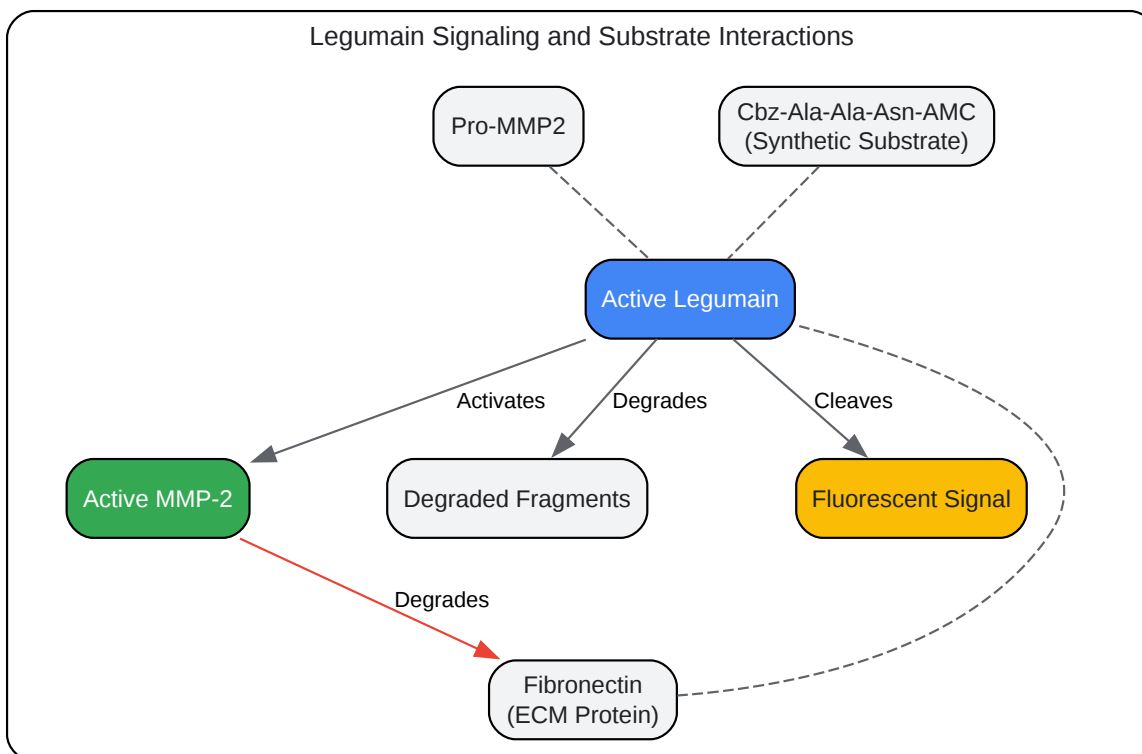 Legumain Signaling and Substrate Interactions
Pro-MMP2
Cbz-Ala-Ala-Asn-AMC
(Synthetic Substrate)
Active Legumain
Activates
Degrades
Cleaves
Active MMP-2
Degraded Fragments
Fluorescent Signal
Degrades
Fibronectin
(ECM Protein)